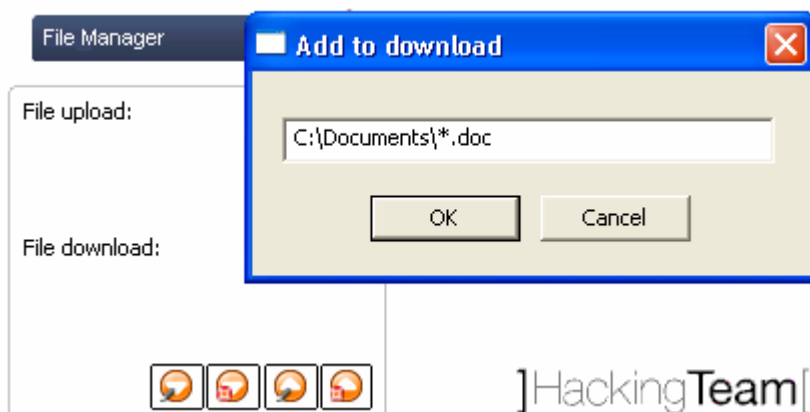 File Manager
Add to download
File upload:
C:\Documents\*.doc
OK
Cancel
File download:
]HackingTeam[